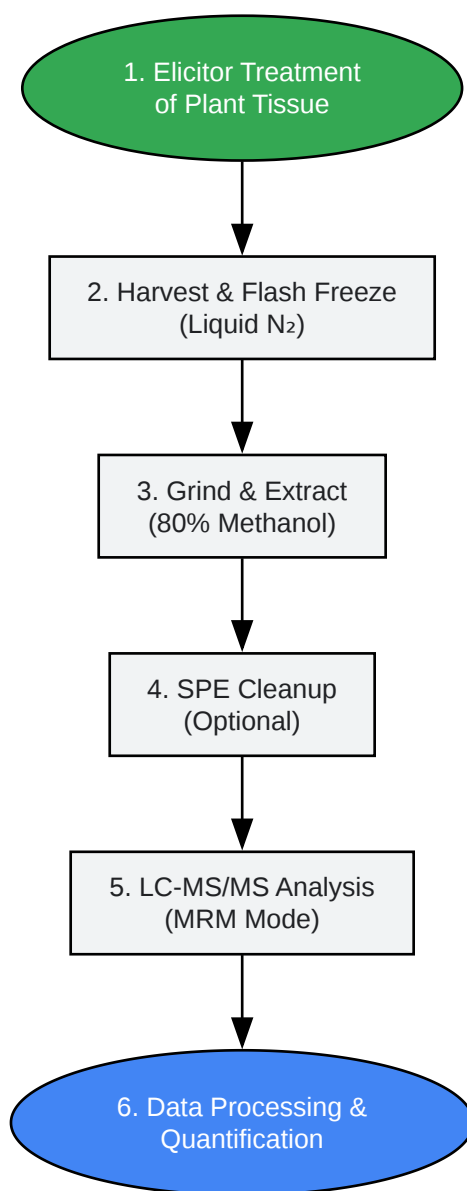 1. Elicitor Treatment
of Plant Tissue
2. Harvest & Flash Freeze
(Liquid N₂)
3. Grind & Extract
(80% Methanol)
4. SPE Cleanup
(Optional)
5. LC-MS/MS Analysis
(MRM Mode)
6. Data Processing &
Quantification